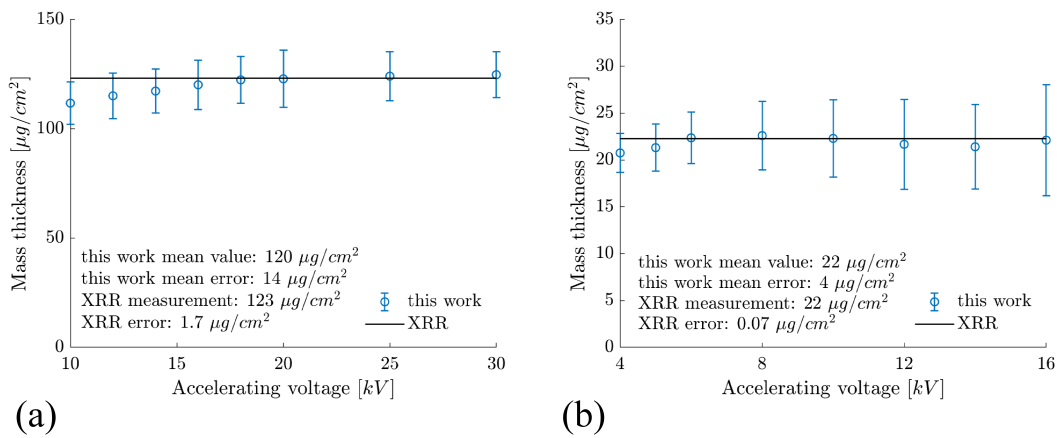 150
100
50
0
Mass thickness [μg/cm²]
this work mean value: 120 μg/cm²
this work mean error: 14 μg/cm²
XRR measurement: 123 μg/cm²
XRR error: 1.7 μg/cm²
this work
XRR
10 15 20 25 30
Accelerating voltage [kV]
(a)
35
30
25
20
15
10
5
0
Mass thickness [μg/cm²]
this work mean value: 22 μg/cm²
this work mean error: 4 μg/cm²
XRR measurement: 22 μg/cm²
XRR error: 0.07 μg/cm²
this work
XRR
4 8 12 16
Accelerating voltage [kV]
(b)